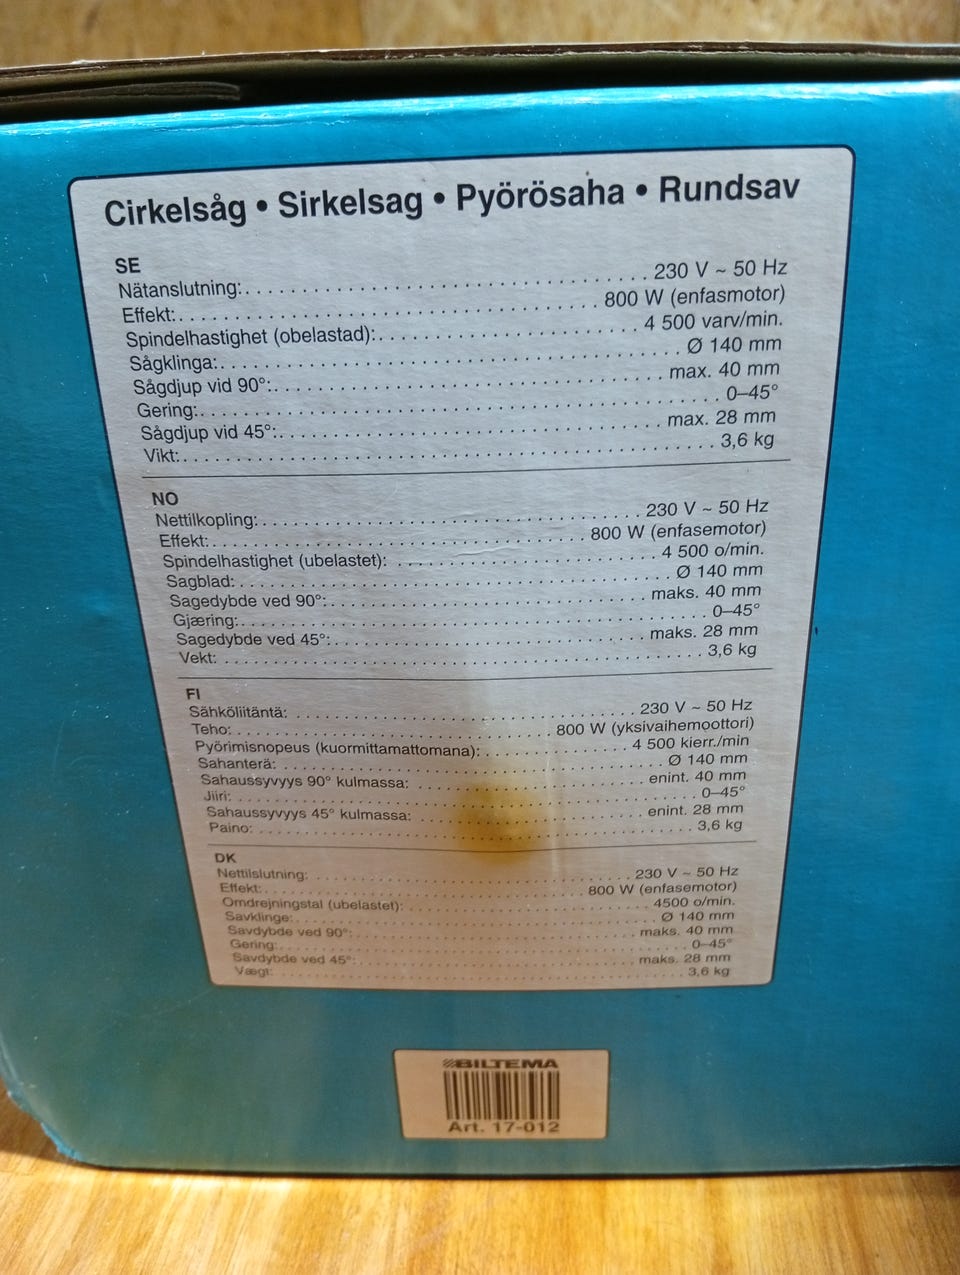 Cirkelsåg • Sirkelsag • Pyörösaha • Rundsav
SE
Nätanslutning: 230 V ~ 50 Hz
Effekt: 800 W (enfasmotor)
Spindelhastighet (obelastad): 4 500 varv/min.
Sågklinga: Ø 140 mm
Sågdjup vid 90°: max. 40 mm
Gering: 0–45°
Sågdjup vid 45°: max. 28 mm
Vikt: 3,6 kg
NO
Nettilkopling: 230 V ~ 50 Hz
Effekt: 800 W (enfasemotor)
Spindelhastighet (ubelastet): 4 500 o/min.
Sagblad: Ø 140 mm
Sagedybde ved 90°: maks. 40 mm
Gjæring: 0–45°
Sagedybde ved 45°: maks. 28 mm
Vekt: 3,6 kg
FI
Sähköliitäntä: 230 V ~ 50 Hz
Teho: 800 W (yksivaihemoottori)
Pyörimisnopeus (kuormittamattomana): 4 500 kierr./min
Sahanterä: Ø 140 mm
Sahaussyvyys 90° kulmassa: enint. 40 mm
Jiiri: 0–45°
Sahaussyvyys 45° kulmassa: enint. 28 mm
Paino: 3,6 kg
DK
Nettilslutning: 230 V ~ 50 Hz
Effekt: 800 W (enfasemotor)
Omdrejningstal (ubelastet): 4500 o/min.
Savklinge: Ø 140 mm
Savdybde ved 90°: maks. 40 mm
Gering: 0–45°
Savdybde ved 45°: maks. 28 mm
Vægt: 3,6 kg
BILTEMA
Art. 17-012